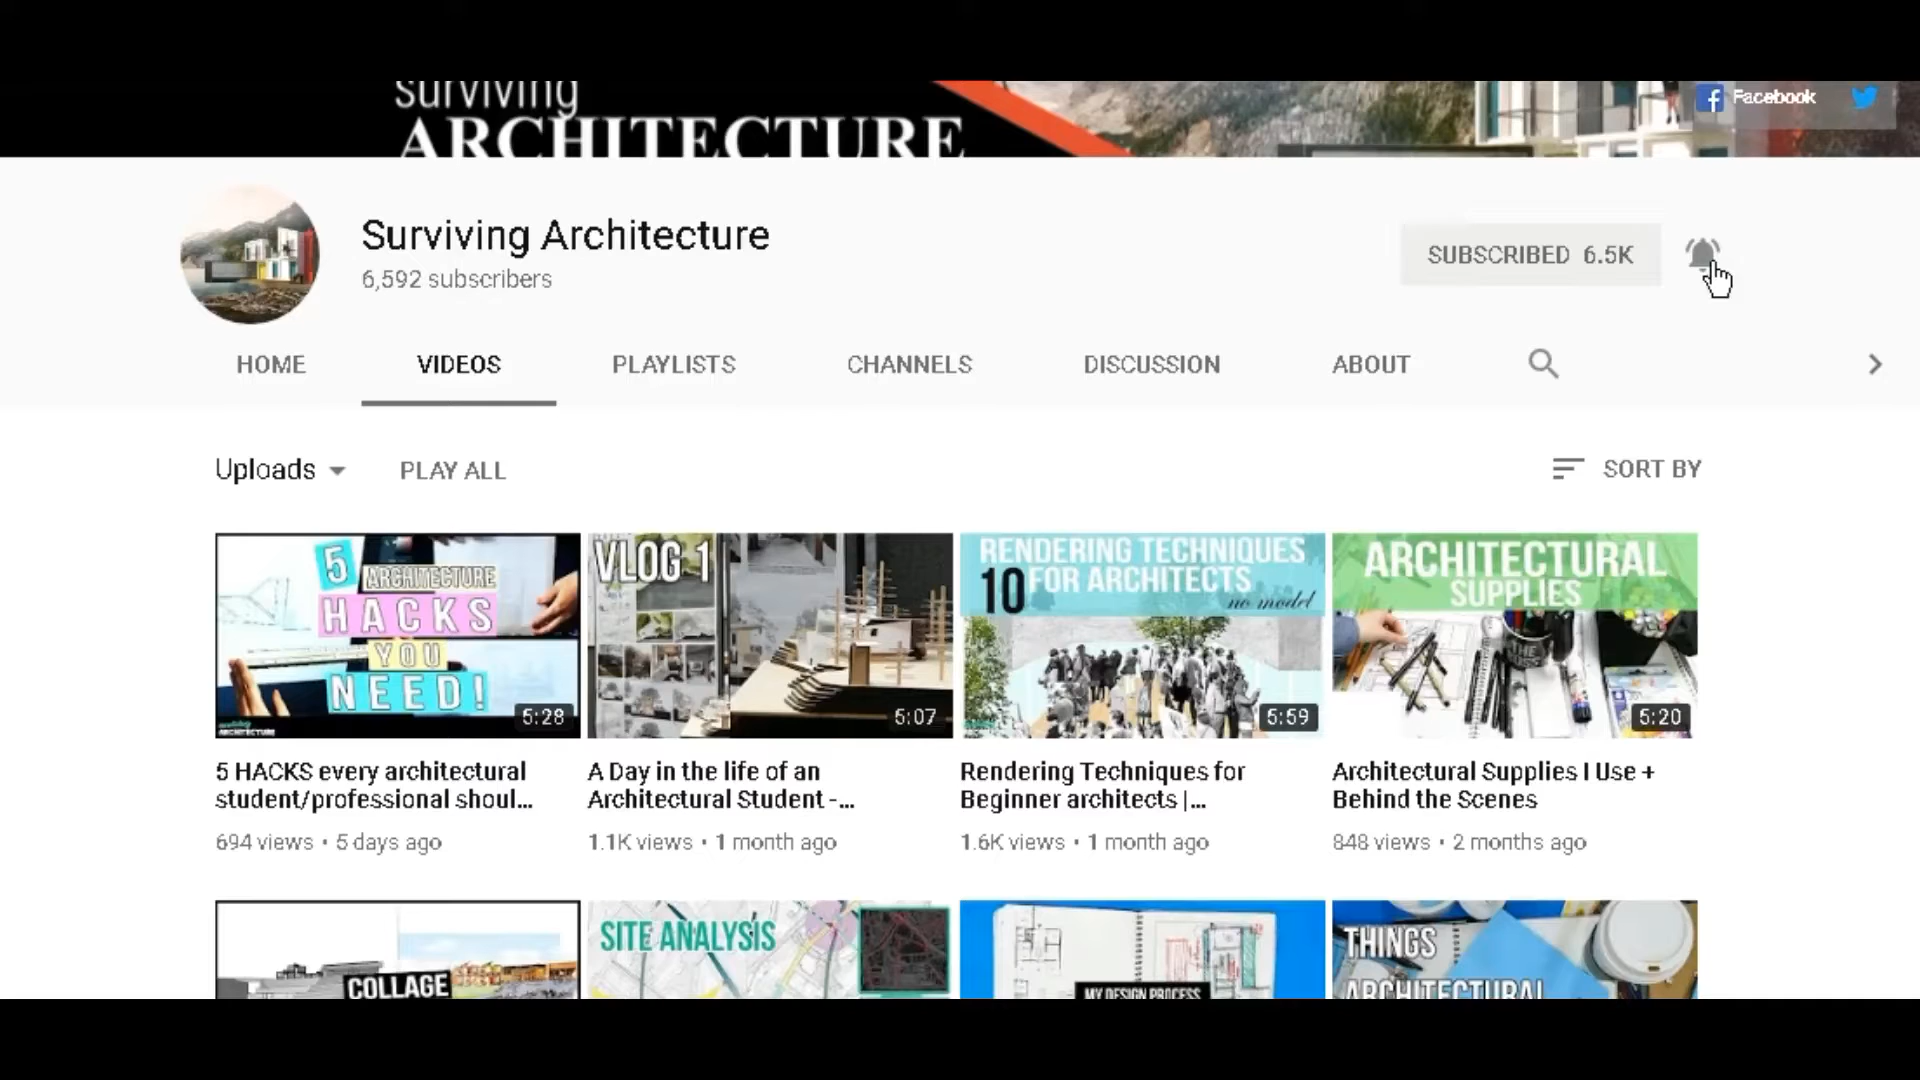 surviving
ARCHITECTURE
Facebook
Surviving Architecture
6,592 subscribers
SUBSCRIBED 6.5K
HOME VIDEOS PLAYLISTS CHANNELS DISCUSSION ABOUT
Uploads PLAY ALL SORT BY
5 ARCHITECTURE
HACKS
YOU
NEED!
ARCHITECTURE
5:28
VLOG 1
5:07
RENDERING TECHNIQUES
10 FOR ARCHITECTS
no model
5:59
ARCHITECTURAL
SUPPLIES
5:20
5 HACKS every architectural
student/professional shoul...
694 views • 5 days ago
A Day in the life of an
Architectural Student -...
1.1K views • 1 month ago
Rendering Techniques for
Beginner architects |...
1.6K views • 1 month ago
Architectural Supplies I Use +
Behind the Scenes
848 views • 2 months ago
COLLAGE
SITE ANALYSIS
MY DESIGN PROCESS
THINGS
ARCHITECTURAL